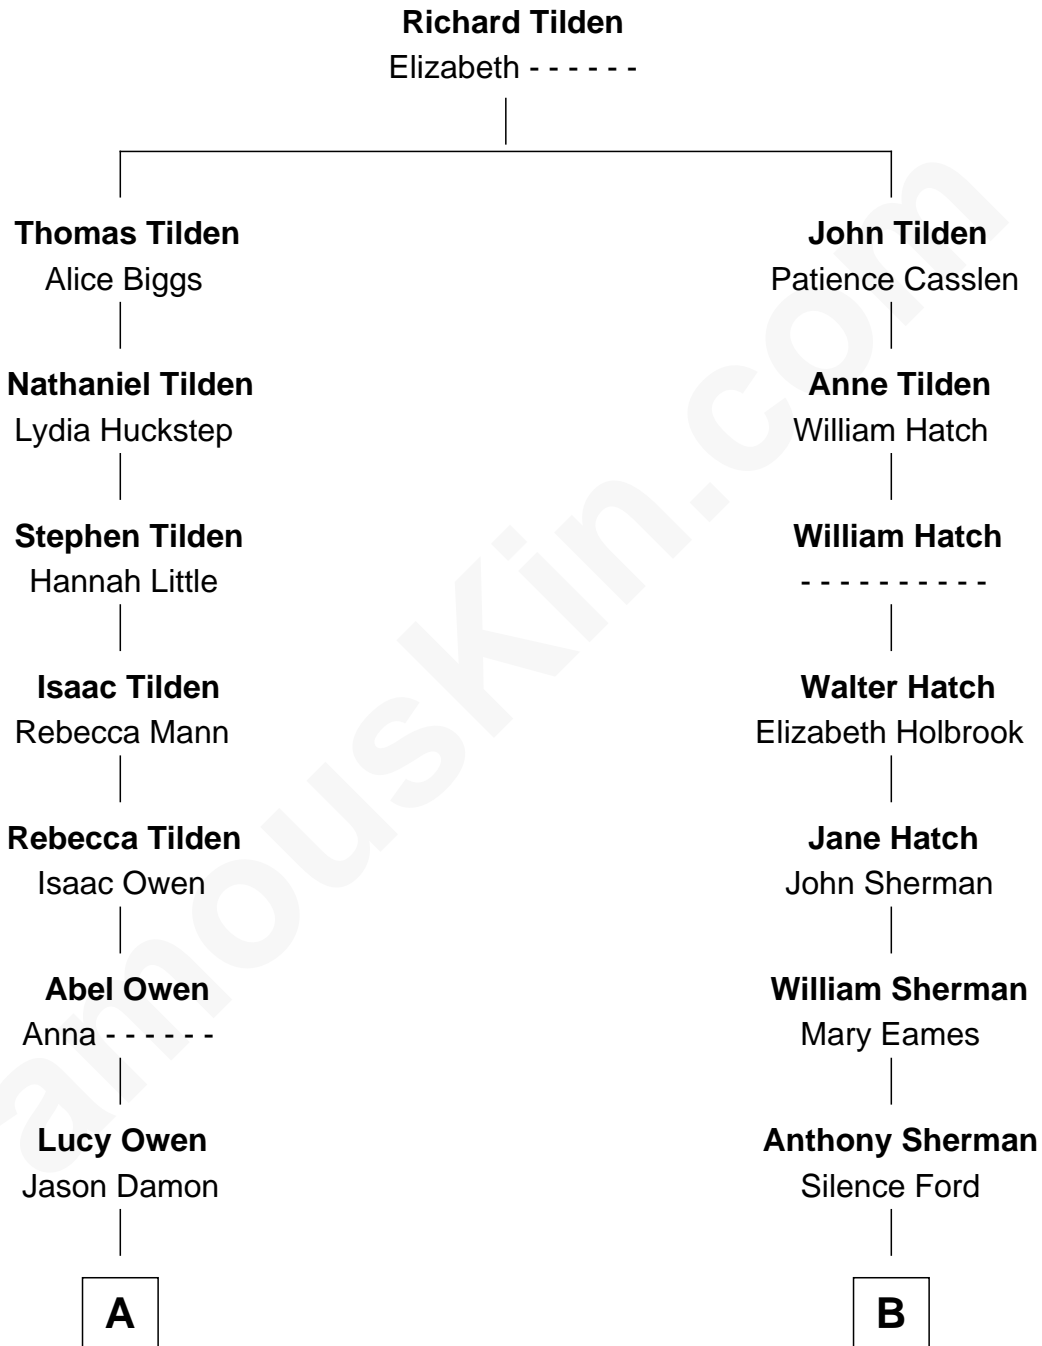 Richard Tilden
Elizabeth - - - - - -
Thomas Tilden
Alice Biggs
John Tilden
Patience Casslen
Nathaniel Tilden
Lydia Huckstep
Anne Tilden
William Hatch
Stephen Tilden
Hannah Little
William Hatch
- - - - - - - - - -
Isaac Tilden
Rebecca Mann
Walter Hatch
Elizabeth Holbrook
Rebecca Tilden
Isaac Owen
Jane Hatch
John Sherman
Abel Owen
Anna - - - - - -
William Sherman
Mary Eames
Lucy Owen
Jason Damon
Anthony Sherman
Silence Ford
A
B
amouskin.com